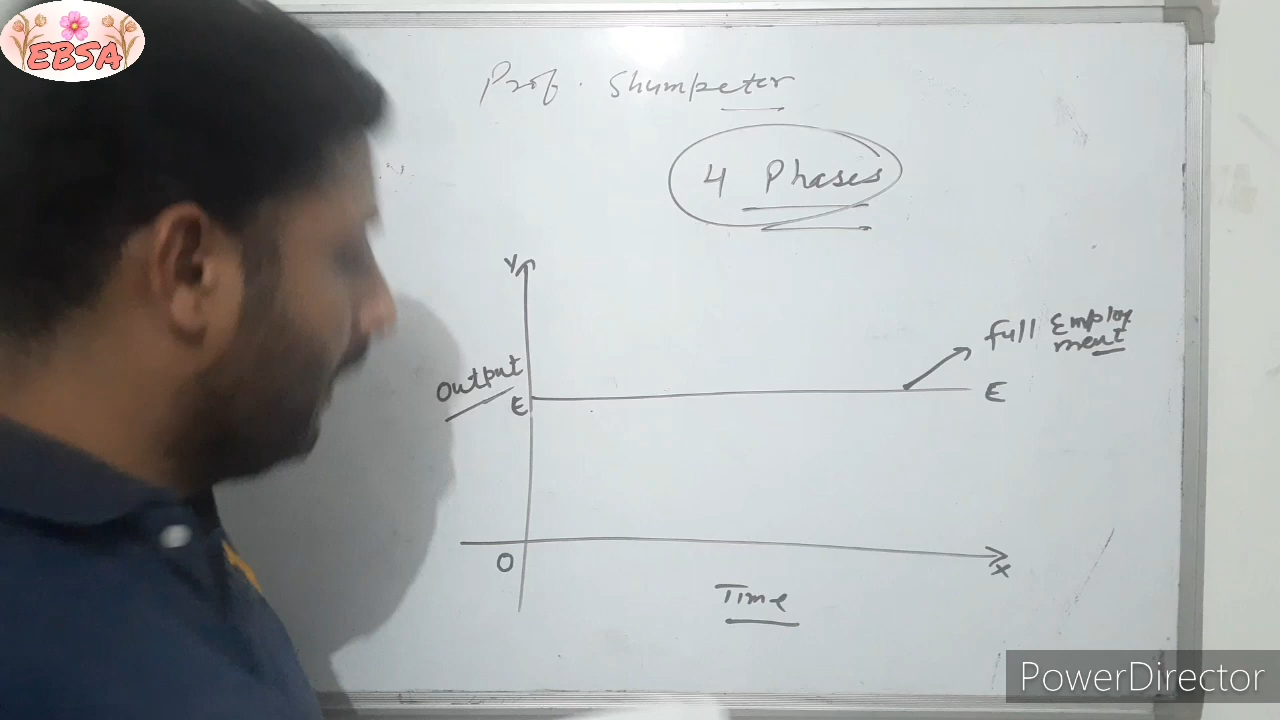 EBSA
Prof. Shumpeter
4 Phases
Y
Full Employ
ment
Output
E
E
O
X
Time
PowerDirector